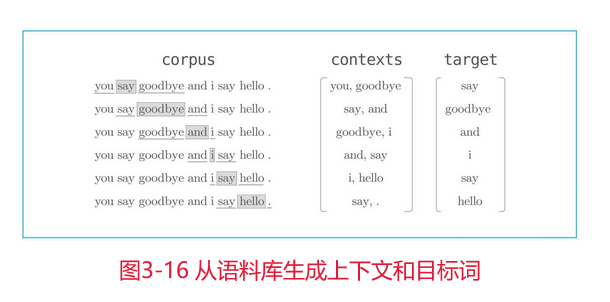 corpus contexts target
you say goodbye and i say hello . you, goodbye say
you say goodbye and i say hello . say, and goodbye
you say goodbye and i say hello . goodbye, i and
you say goodbye and i say hello . and, say i
you say goodbye and i say hello . i, hello say
you say goodbye and i say hello . say, . hello
图3-16 从语料库生成上下文和目标词